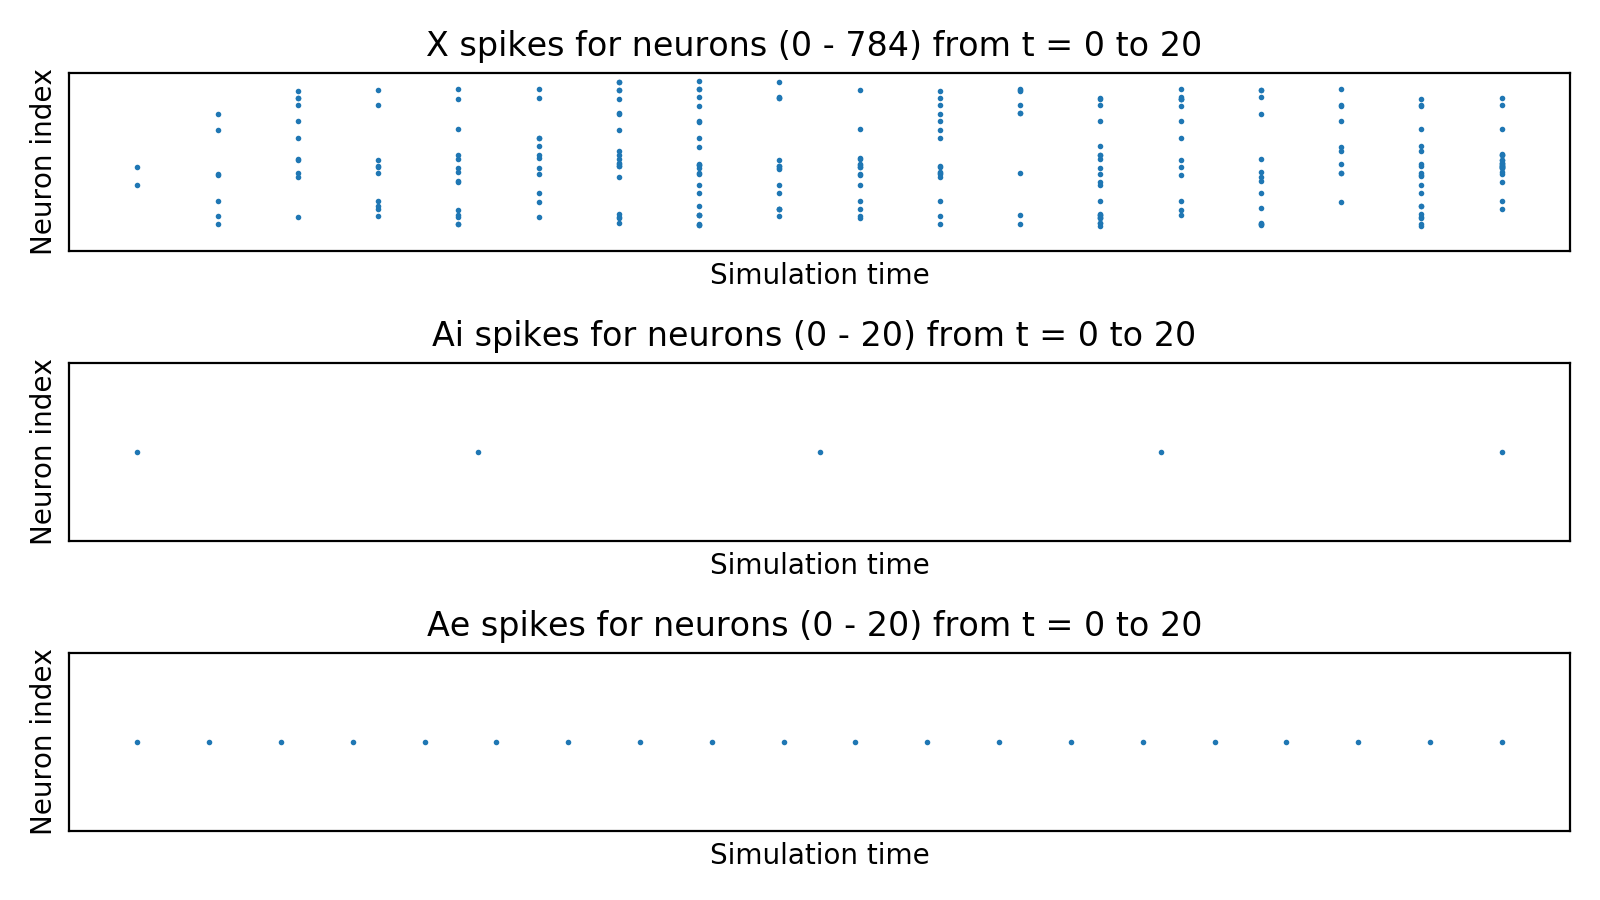 X spikes for neurons (0 - 784) from t = 0 to 20
Neuron index
Simulation time
Ai spikes for neurons (0 - 20) from t = 0 to 20
Neuron index
Simulation time
Ae spikes for neurons (0 - 20) from t = 0 to 20
Neuron index
Simulation time